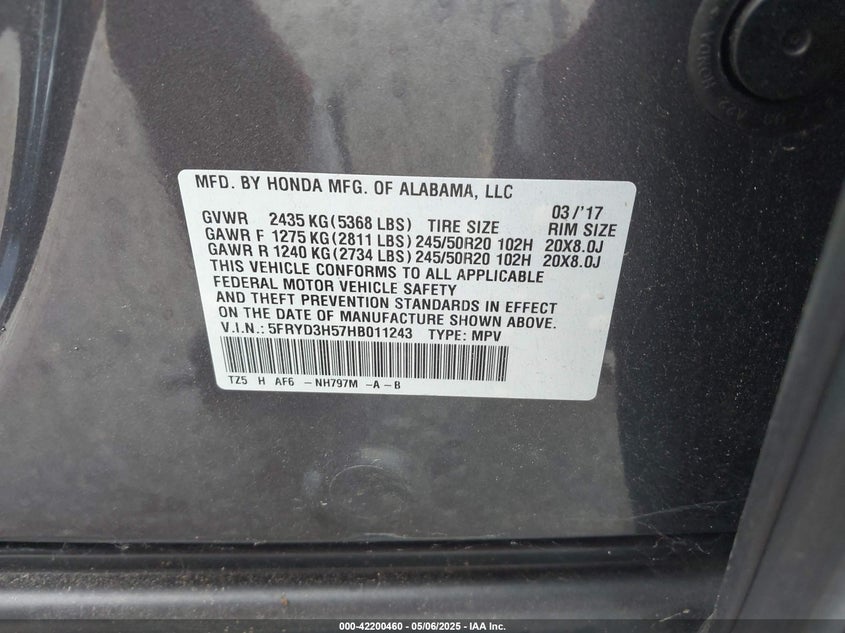 MFD. BY HONDA MFG. OF ALABAMA, LLC
03/'17
GVWR 2435 KG(5368 LBS) TIRE SIZE RIM SIZE
GAWR F 1275 KG(2811 LBS) 245/50R20 102H 20X8.0J
GAWR R 1240 KG(2734 LBS) 245/50R20 102H 20X8.0J
THIS VEHICLE CONFORMS TO ALL APPLICABLE
FEDERAL MOTOR VEHICLE SAFETY
AND THEFT PREVENTION STANDARDS IN EFFECT
ON THE DATE OF MANUFACTURE SHOWN ABOVE.
V.I.N.: 5FRYD3H57HB011243 TYPE: MPV
TZ5 H AF6 -NH797M -A-B
000-42200460 - 05/06/2025 - IAA Inc.